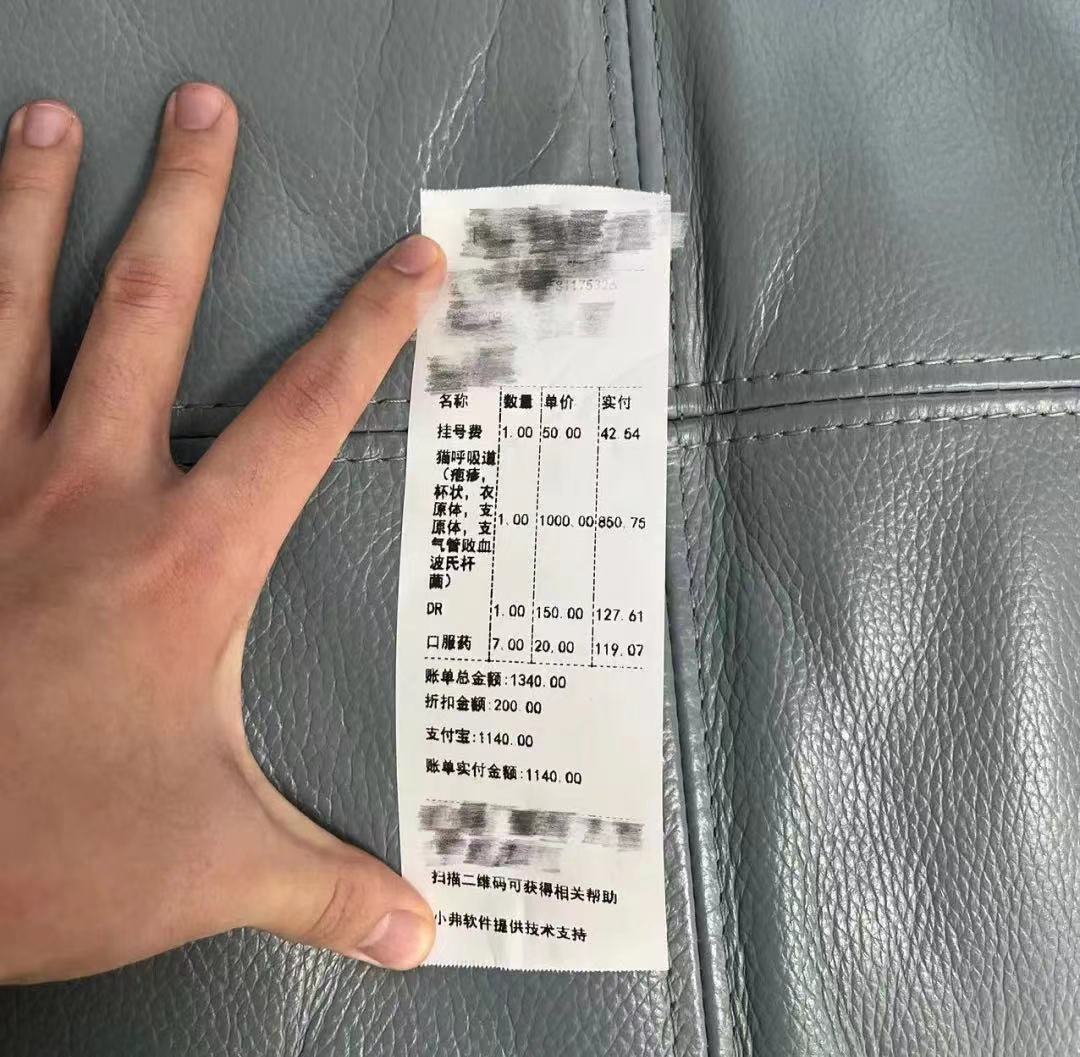 名称 数量 单价 实付
挂号费 1.00 50.00 42.64
猫呼吸道
（疱疹，
杯状，衣
原体，支
原体，支 1.00 1000.00 850.75
气管败血
波氏杆
菌）
DR 1.00 150.00 127.61
口服药 7.00 20.00 119.07
账单总金额:1340.00
折扣金额:200.00
支付宝:1140.00
账单实付金额:1140.00
扫描二维码可获得相关帮助
小弗软件提供技术支持